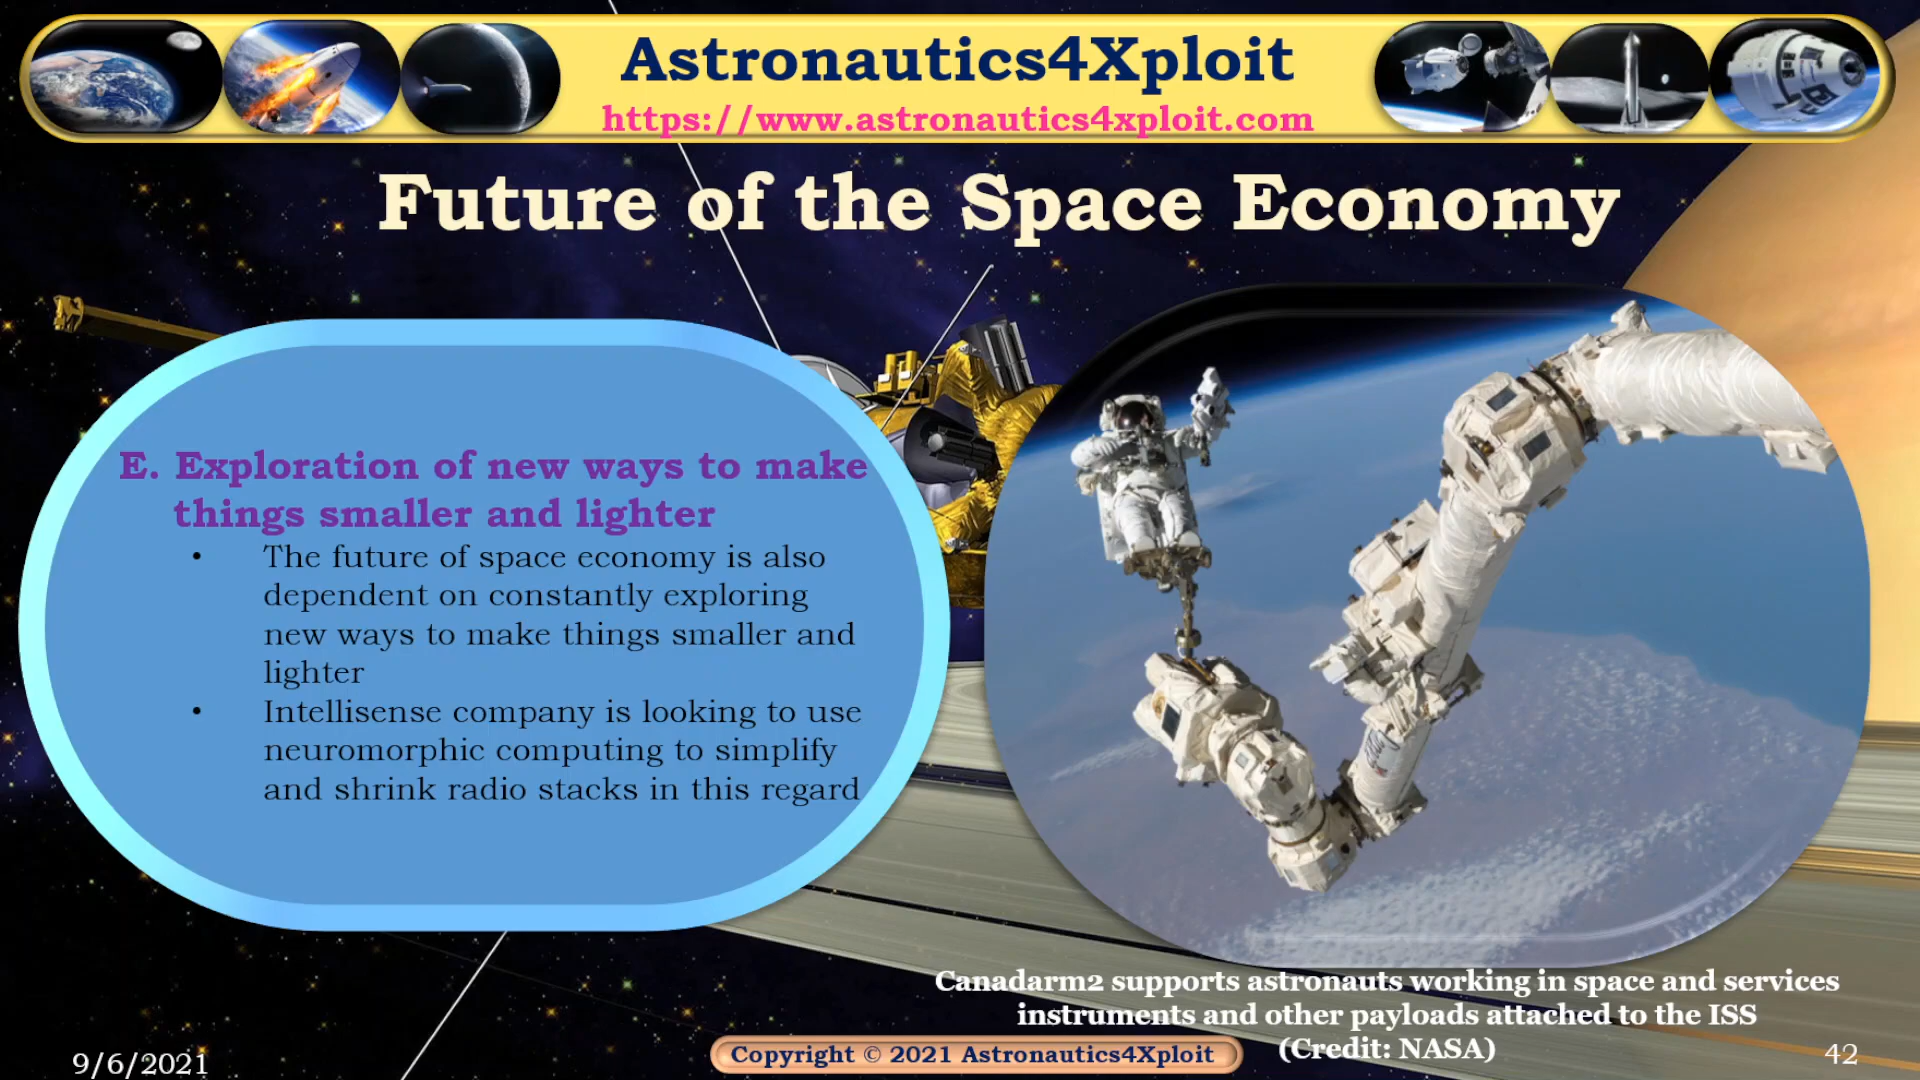 Astronautics4Xploit
https://www.astronautics4xploit.com
Future of the Space Economy
E. Exploration of new ways to make
things smaller and lighter
• The future of space economy is also
dependent on constantly exploring
new ways to make things smaller and
lighter
• Intellisense company is looking to use
neuromorphic computing to simplify
and shrink radio stacks in this regard
Canadarm2 supports astronauts working in space and services
instruments and other payloads attached to the ISS
(Credit: NASA)
9/6/2021
Copyright © 2021 Astronautics4Xploit
42